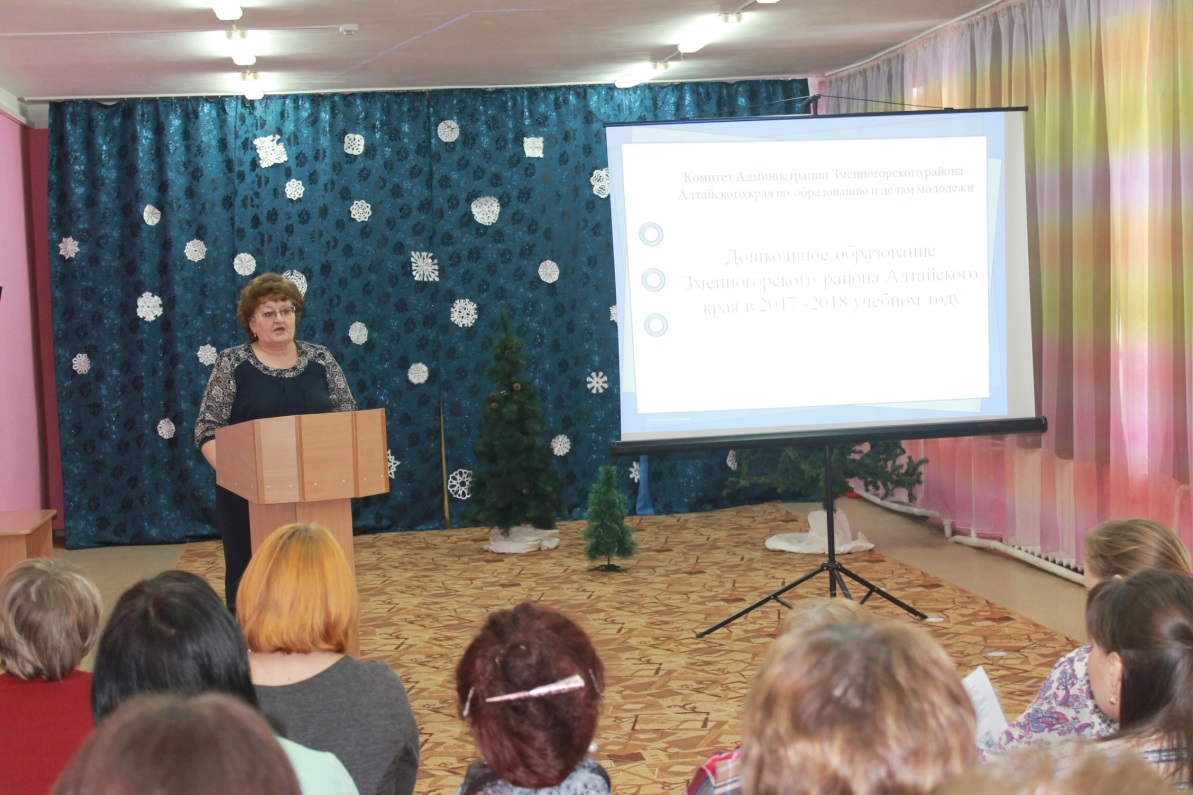 Комитет Администрации Змеиногорского района
Алтайского края по образованию и делам молодежи
Дошкольное образование
Змеиногорского района Алтайского
края в 2017 -2018 учебном году